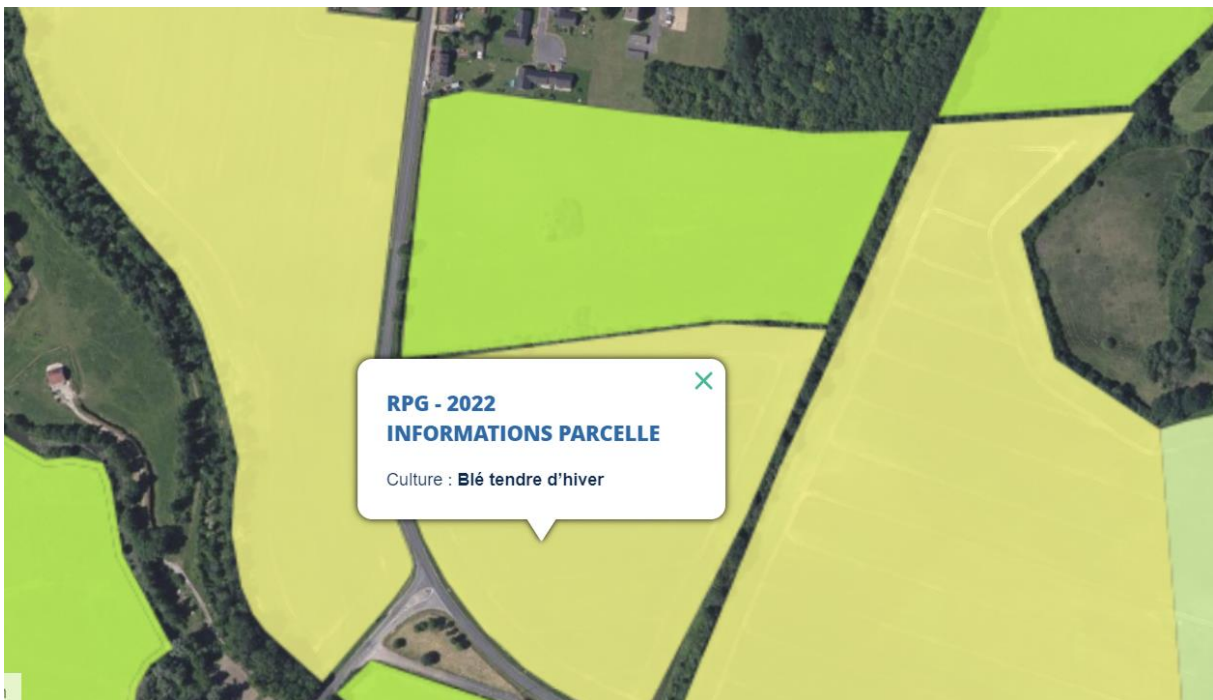 RPG - 2022
INFORMATIONS PARCELLE
Culture : Blé tendre d'hiver